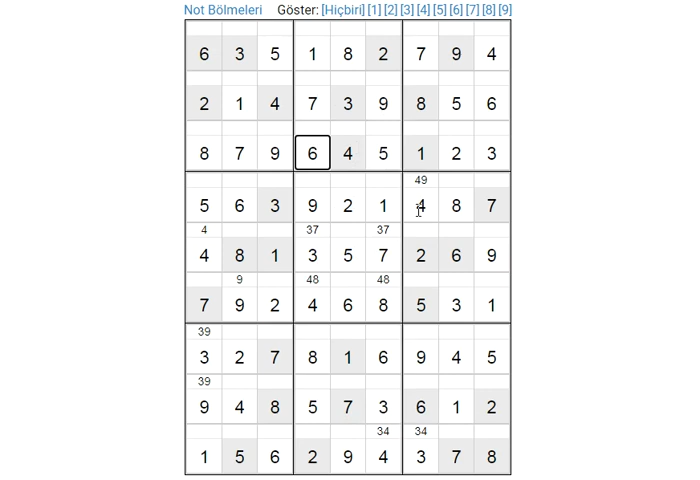 Not Bölmeleri Göster: [Hiçbiri] [1] [2] [3] [4] [5] [6] [7] [8] [9]
6 3 5 1 8 2 7 9 4
2 1 4 7 3 9 8 5 6
8 7 9 6 4 5 1 2 3
49
5 6 3 9 2 1 4 8 7
4 37 37
4 8 1 3 5 7 2 6 9
9 48 48
7 9 2 4 6 8 5 3 1
39
3 2 7 8 1 6 9 4 5
39
9 4 8 5 7 3 6 1 2
34 34
1 5 6 2 9 4 3 7 8